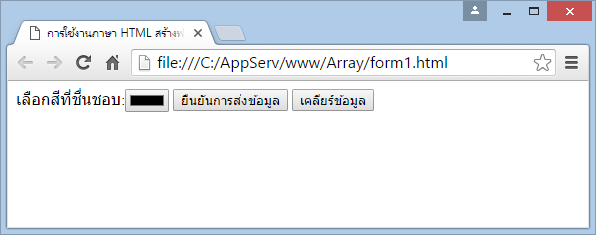 การใช้งานภาษา HTML สร้างฟ
file:///C:/AppServ/www/Array/form1.html
เลือกสีที่ชื่นชอบ: ยืนยันการส่งข้อมูล เคลียร์ข้อมูล